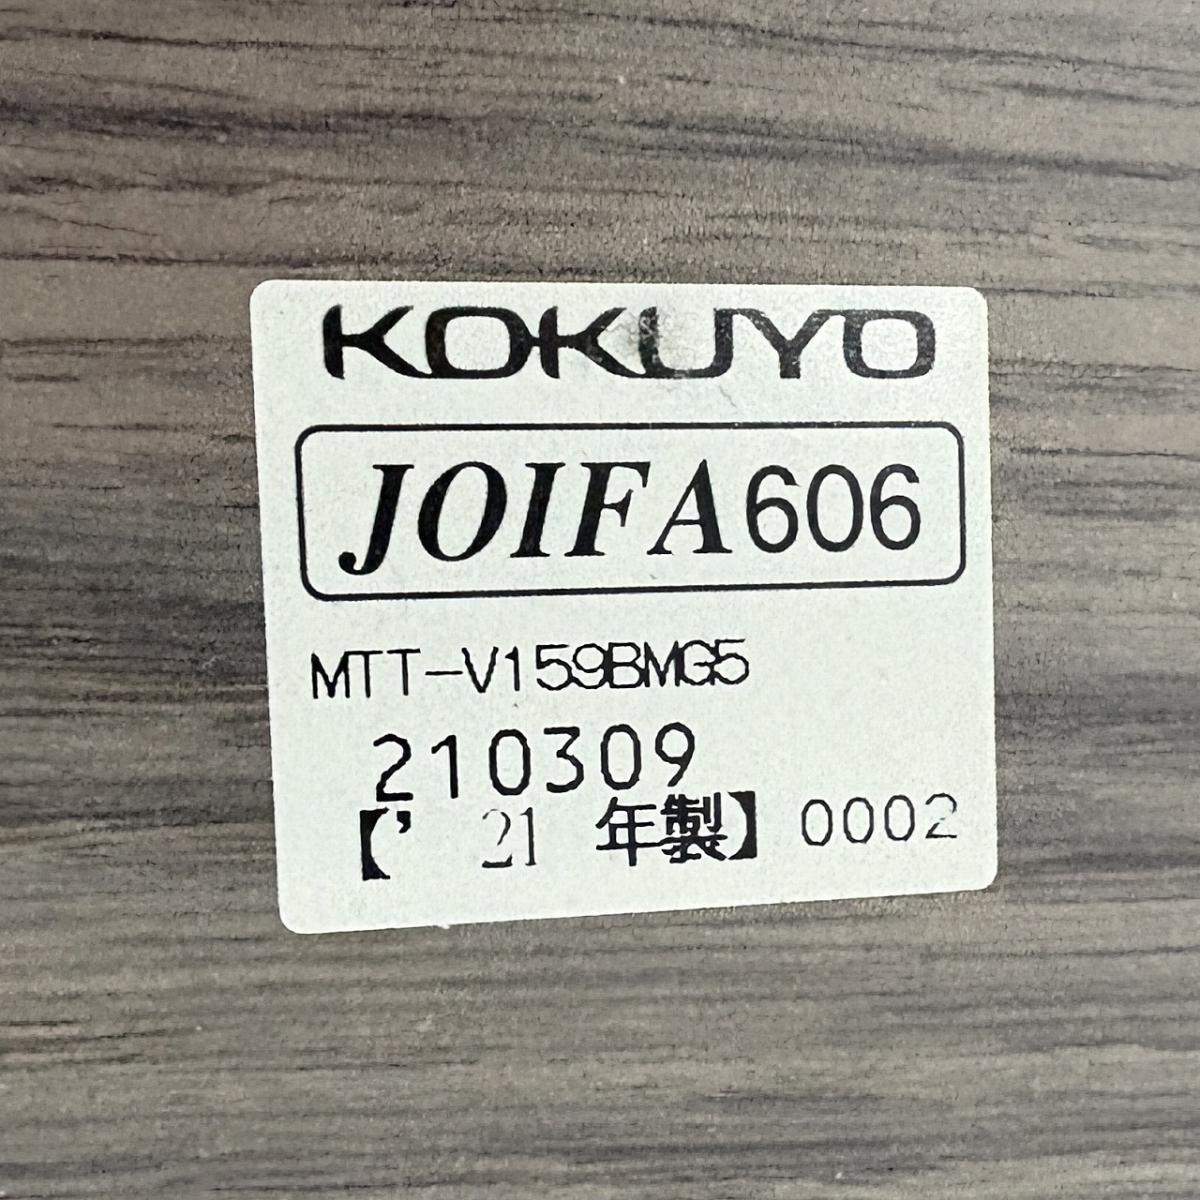 KOKUYO
JOIFA606
MTT-V159BMG5
210309
【’ 21 年製】 0002